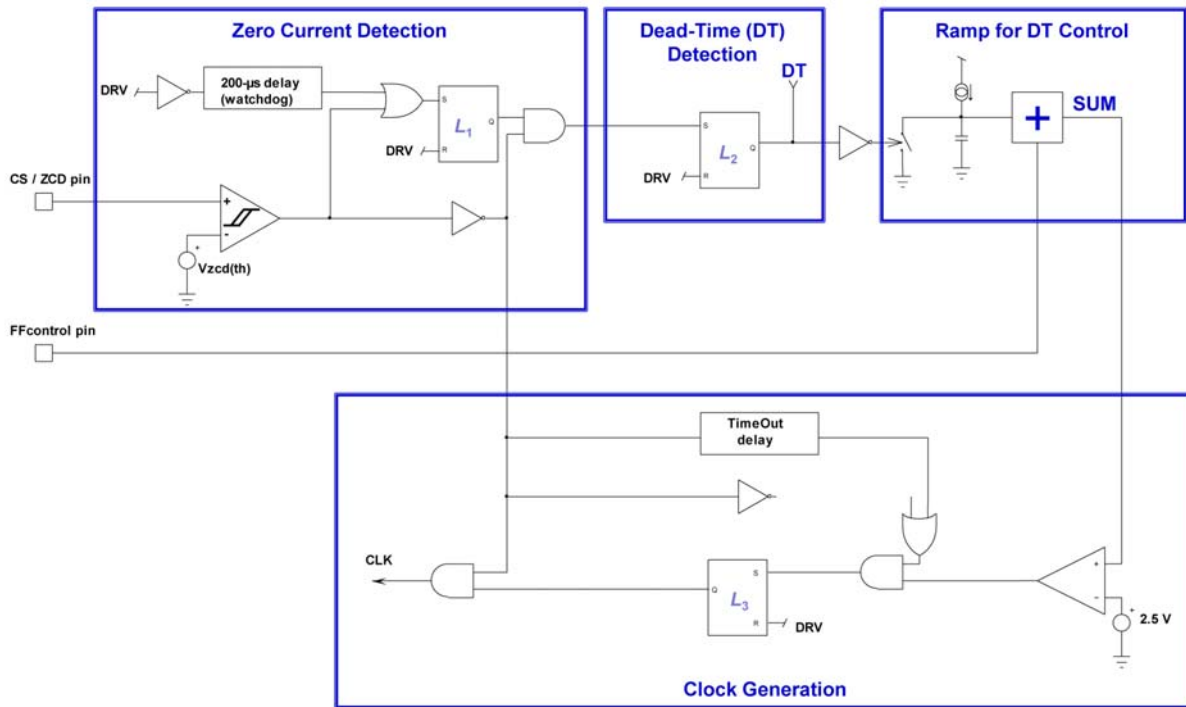 Zero Current Detection
Dead-Time (DT)
Detection
Ramp for DT Control
DRV
200-µs delay
(watchdog)
S
Q
L1
R
DRV
DT
S
Q
L2
R
DRV
+
SUM
CS / ZCD pin
+
-
+
Vzcd(th)
FFcontrol pin
TimeOut
delay
CLK
S
Q
L3
R
DRV
+
-
+
2.5 V
Clock Generation